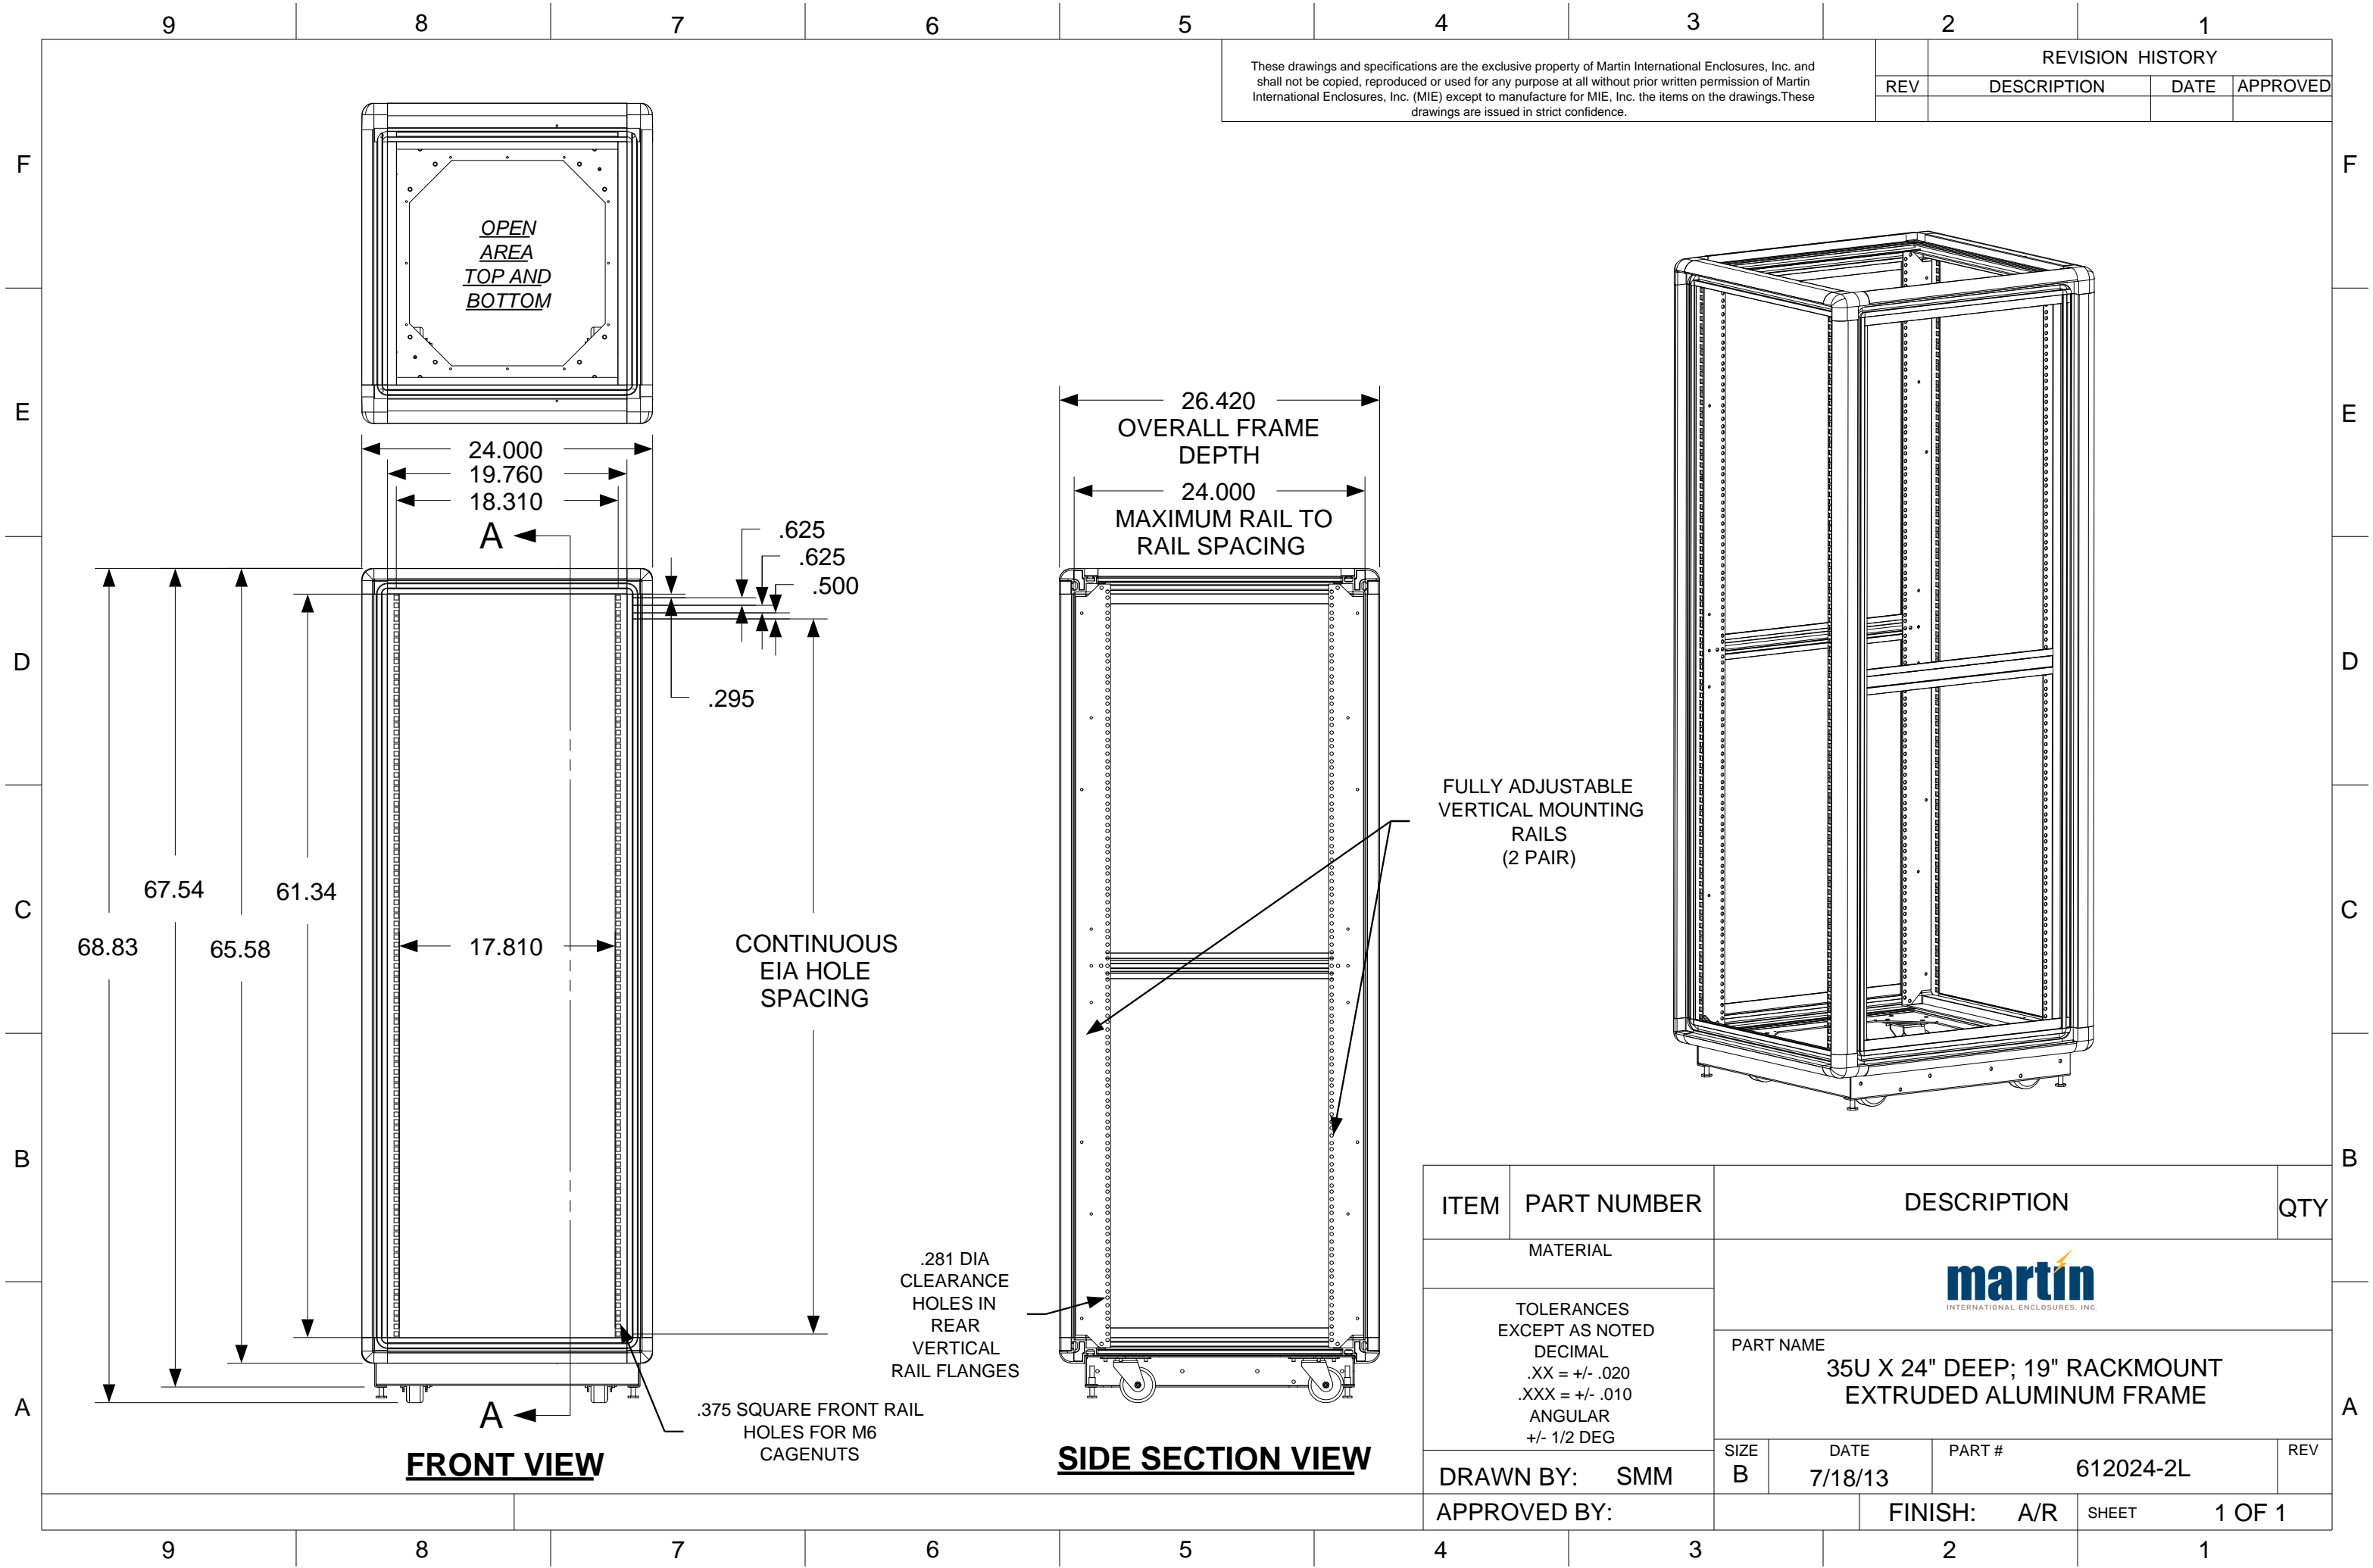 9 8 7 6 5 4 3 2 1
These drawings and specifications are the exclusive property of Martin International Enclosures, Inc. and
shall not be copied, reproduced or used for any purpose at all without prior written permission of Martin
International Enclosures, Inc. (MIE) except to manufacture for MIE, Inc. the items on the drawings.These
drawings are issued in strict confidence.
REVISION HISTORY
REV DESCRIPTION DATE APPROVED
F F
OPEN
AREA
TOP AND
BOTTOM
E E
24.000
19.760
18.310
A
26.420
OVERALL FRAME
DEPTH
24.000
MAXIMUM RAIL TO
RAIL SPACING
.625
.625
.500
.295
D D
FULLY ADJUSTABLE
VERTICAL MOUNTING
RAILS
(2 PAIR)
C C
67.54
61.34
68.83
65.58
17.810
CONTINUOUS
EIA HOLE
SPACING
B B
.281 DIA
CLEARANCE
HOLES IN
REAR
VERTICAL
RAIL FLANGES
A A
A
.375 SQUARE FRONT RAIL
HOLES FOR M6
CAGENUTS
FRONT VIEW
SIDE SECTION VIEW
ITEM PART NUMBER DESCRIPTION QTY
MATERIAL
martin
INTERNATIONAL ENCLOSURES, INC.
TOLERANCES
EXCEPT AS NOTED
DECIMAL
.XX = +/- .020
.XXX = +/- .010
ANGULAR
+/- 1/2 DEG
PART NAME
35U X 24" DEEP; 19" RACKMOUNT
EXTRUDED ALUMINUM FRAME
SIZE
B
DATE
7/18/13
PART #
612024-2L
REV
DRAWN BY: SMM
APPROVED BY:
FINISH: A/R
SHEET 1 OF 1
9 8 7 6 5 4 3 2 1